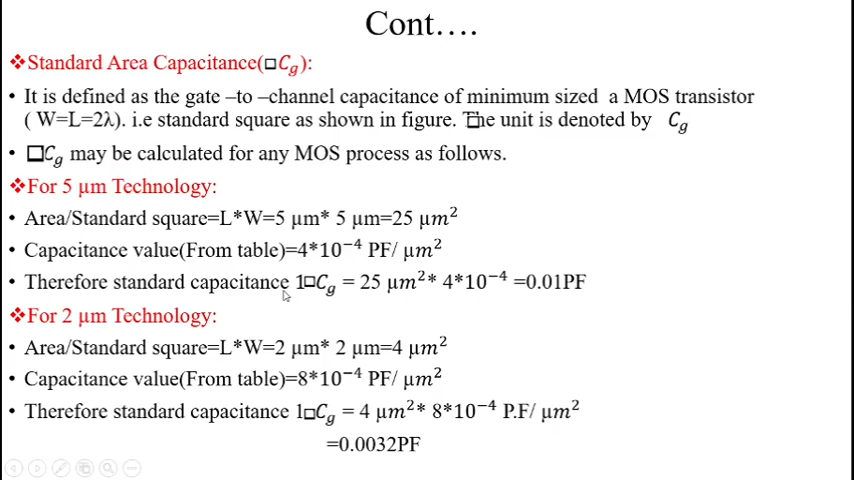 Cont….
❖Standard Area Capacitance(□C_g):
• It is defined as the gate –to –channel capacitance of minimum sized a MOS transistor
( W=L=2λ). i.e standard square as shown in figure. The unit is denoted by □ C_g
• □C_g may be calculated for any MOS process as follows.
❖For 5 µm Technology:
• Area/Standard square=L*W=5 µm* 5 µm=25 µm²
• Capacitance value(From table)=4*10⁻⁴ PF/ µm²
• Therefore standard capacitance 1□C_g = 25 µm²* 4*10⁻⁴ =0.01PF
❖For 2 µm Technology:
• Area/Standard square=L*W=2 µm* 2 µm=4 µm²
• Capacitance value(From table)=8*10⁻⁴ PF/ µm²
• Therefore standard capacitance 1□C_g = 4 µm²* 8*10⁻⁴ P.F/ µm²
=0.0032PF